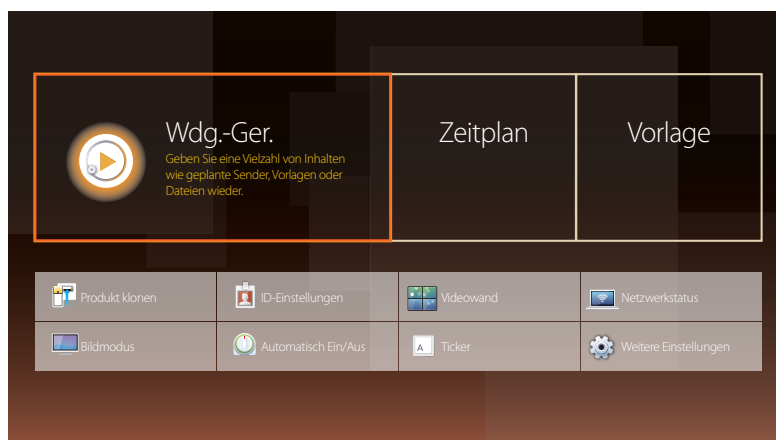 Wdg.-Ger.
Geben Sie eine Vielzahl von Inhalten
wie geplante Sender, Vorlagen oder
Dateien wieder.
Zeitplan
Vorlage
Produkt klonen
ID-Einstellungen
Videowand
Netzwerkstatus
Bildmodus
Automatisch Ein/Aus
A
Ticker
Weitere Einstellungen